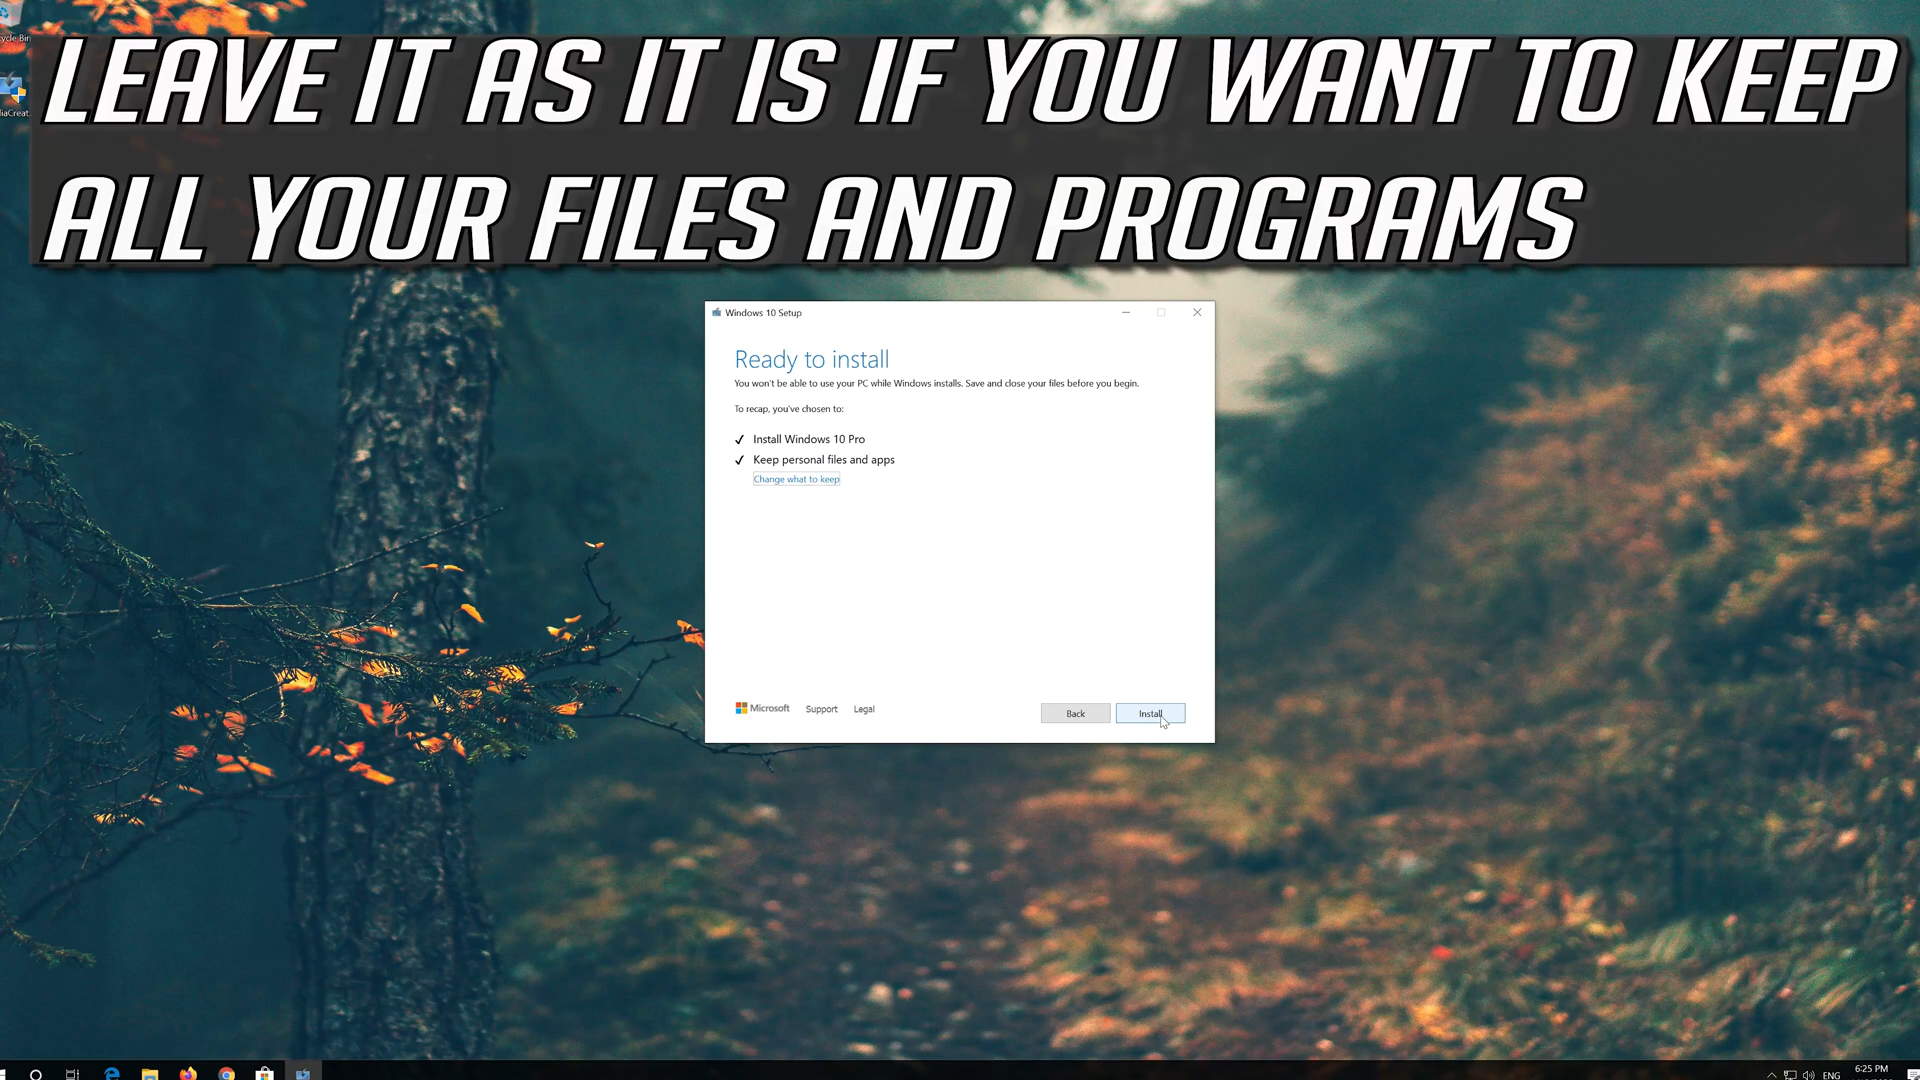 LEAVE IT AS IT IS IF YOU WANT TO KEEP
ALL YOUR FILES AND PROGRAMS
Windows 10 Setup
Ready to install
You won't be able to use your PC while Windows installs. Save and close your files before you begin.
To recap, you've chosen to:
Install Windows 10 Pro
Keep personal files and apps
Change what to keep
Microsoft Support Legal
Back Install
ENG
6:25 PM